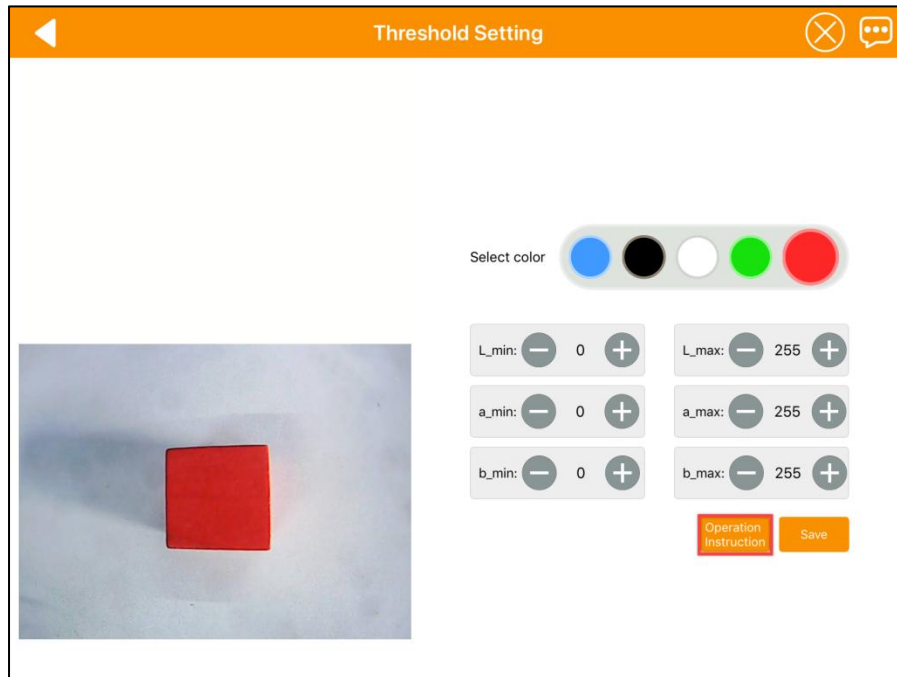 Threshold Setting
Select color
L_min: 0
L_max: 255
a_min: 0
a_max: 255
b_min: 0
b_max: 255
Operation
Instruction
Save